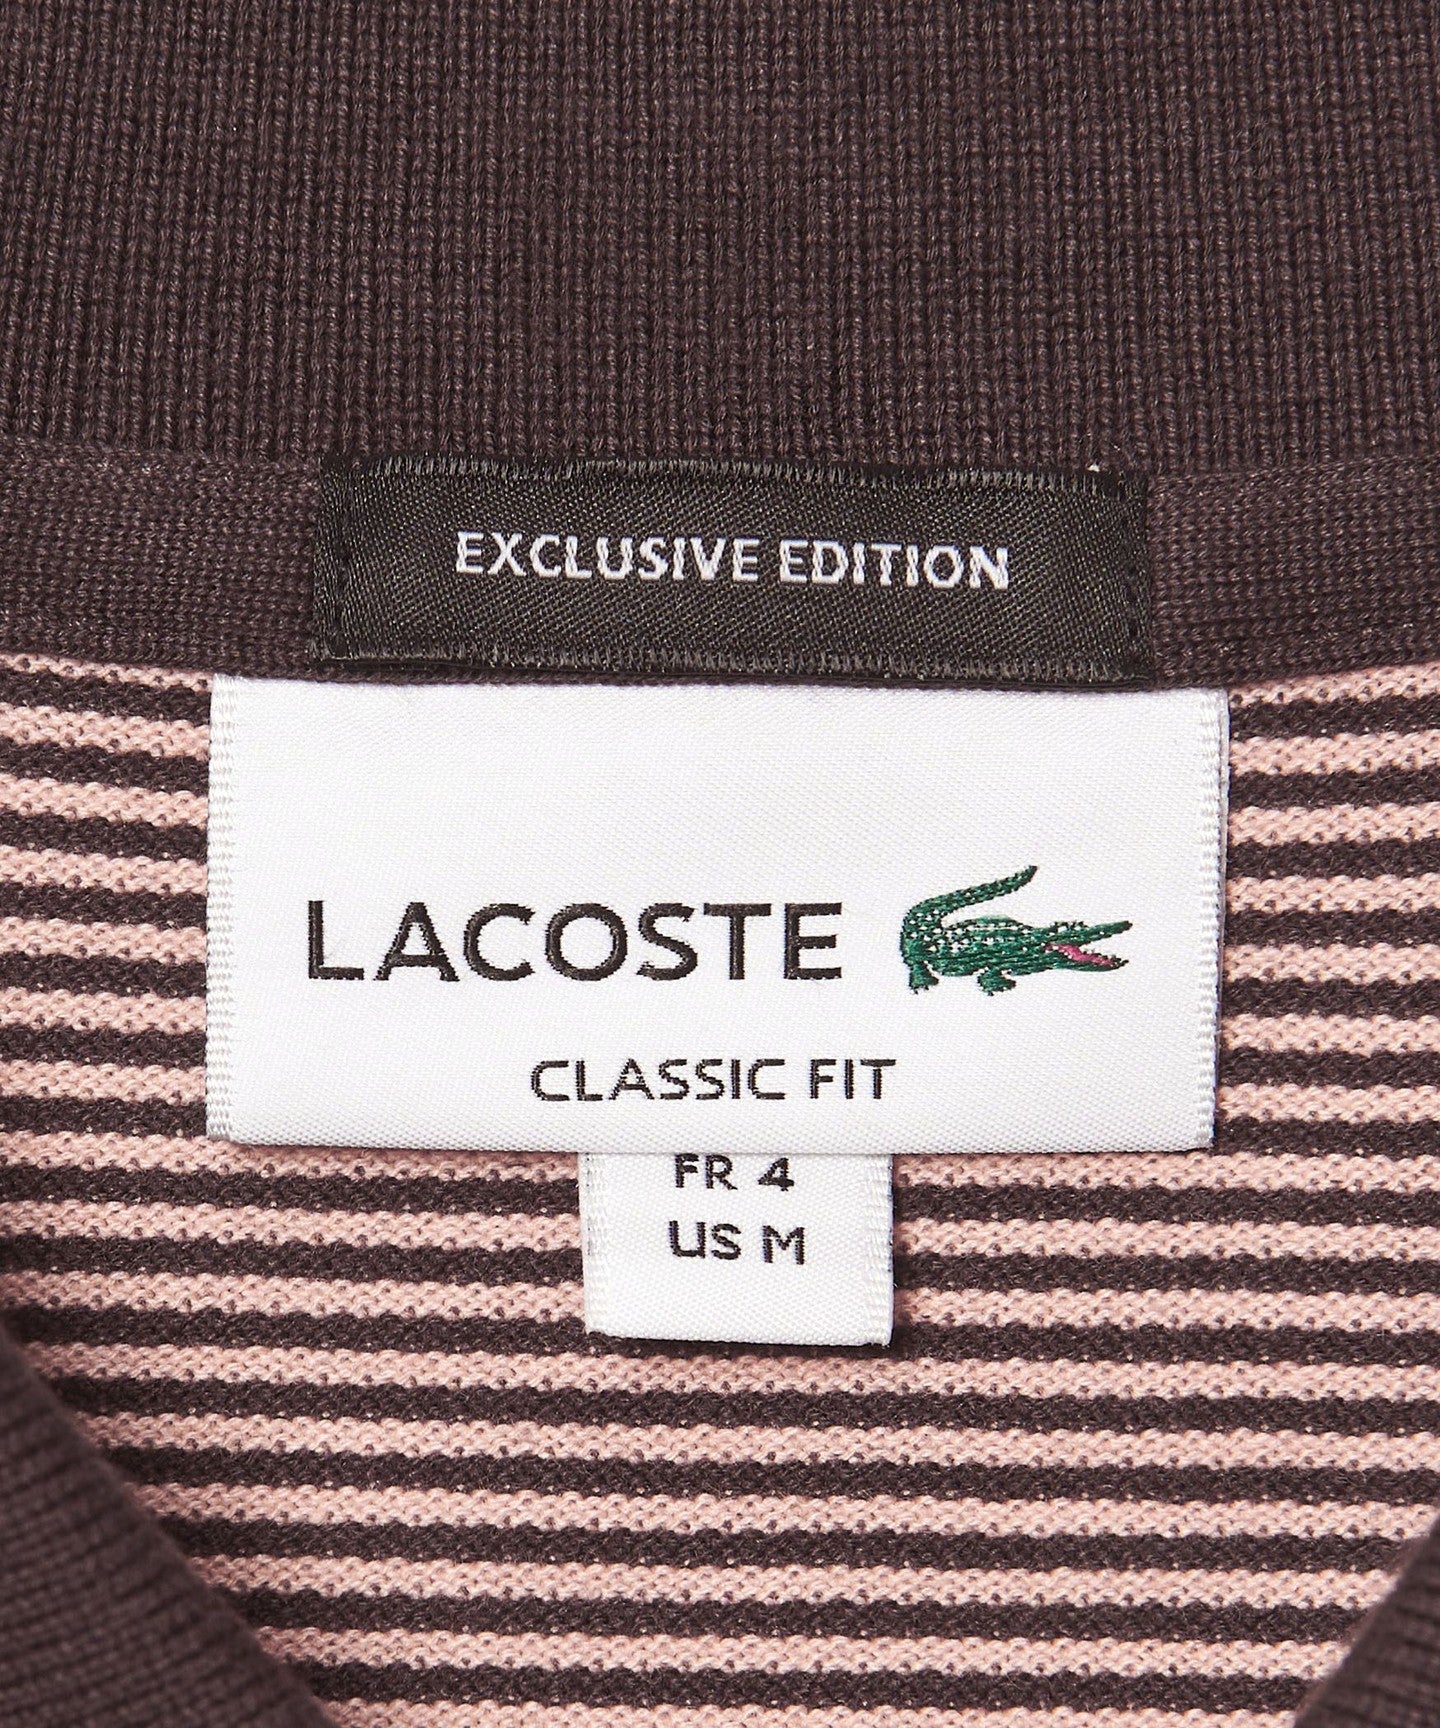 EXCLUSIVE EDITION
LACOSTE
CLASSIC FIT
FR 4
US M